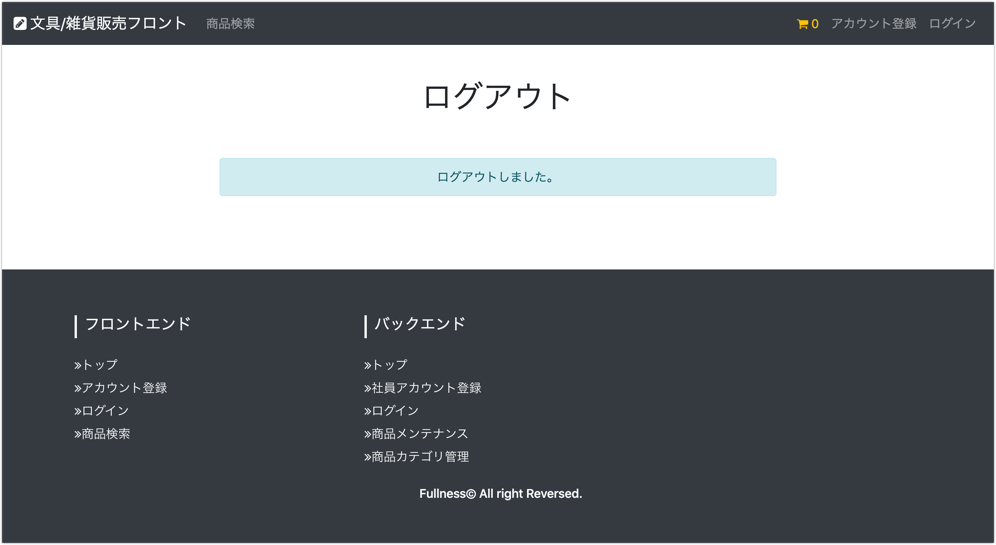 文具/雑貨販売フロント 商品検索 0 アカウント登録 ログイン
ログアウト
ログアウトしました。
フロントエンド
»トップ
»アカウント登録
»ログイン
»商品検索
バックエンド
»トップ
»社員アカウント登録
»ログイン
»商品メンテナンス
»商品カテゴリ管理
Fullness© All right Reversed.